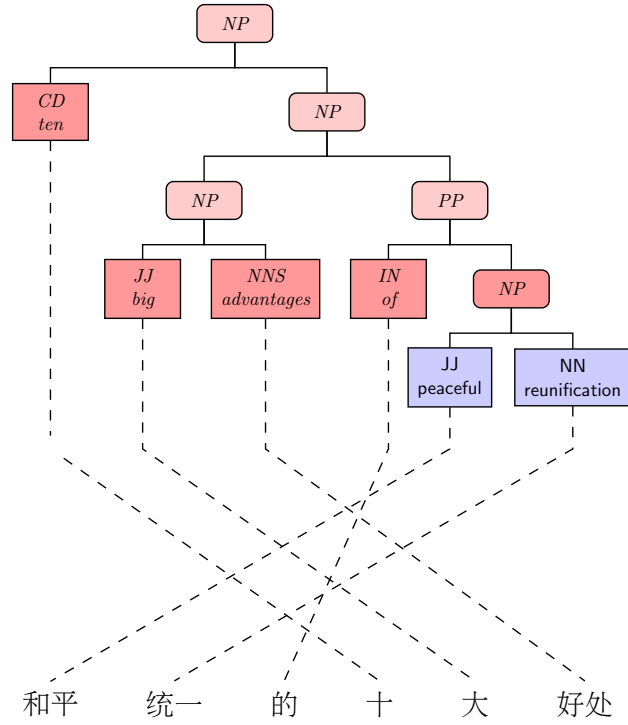 NP
CD
ten
NP
NP
PP
JJ
big
NNS
advantages
IN
of
NP
JJ
peaceful
NN
reunification
和平 统一 的 十 大 好处